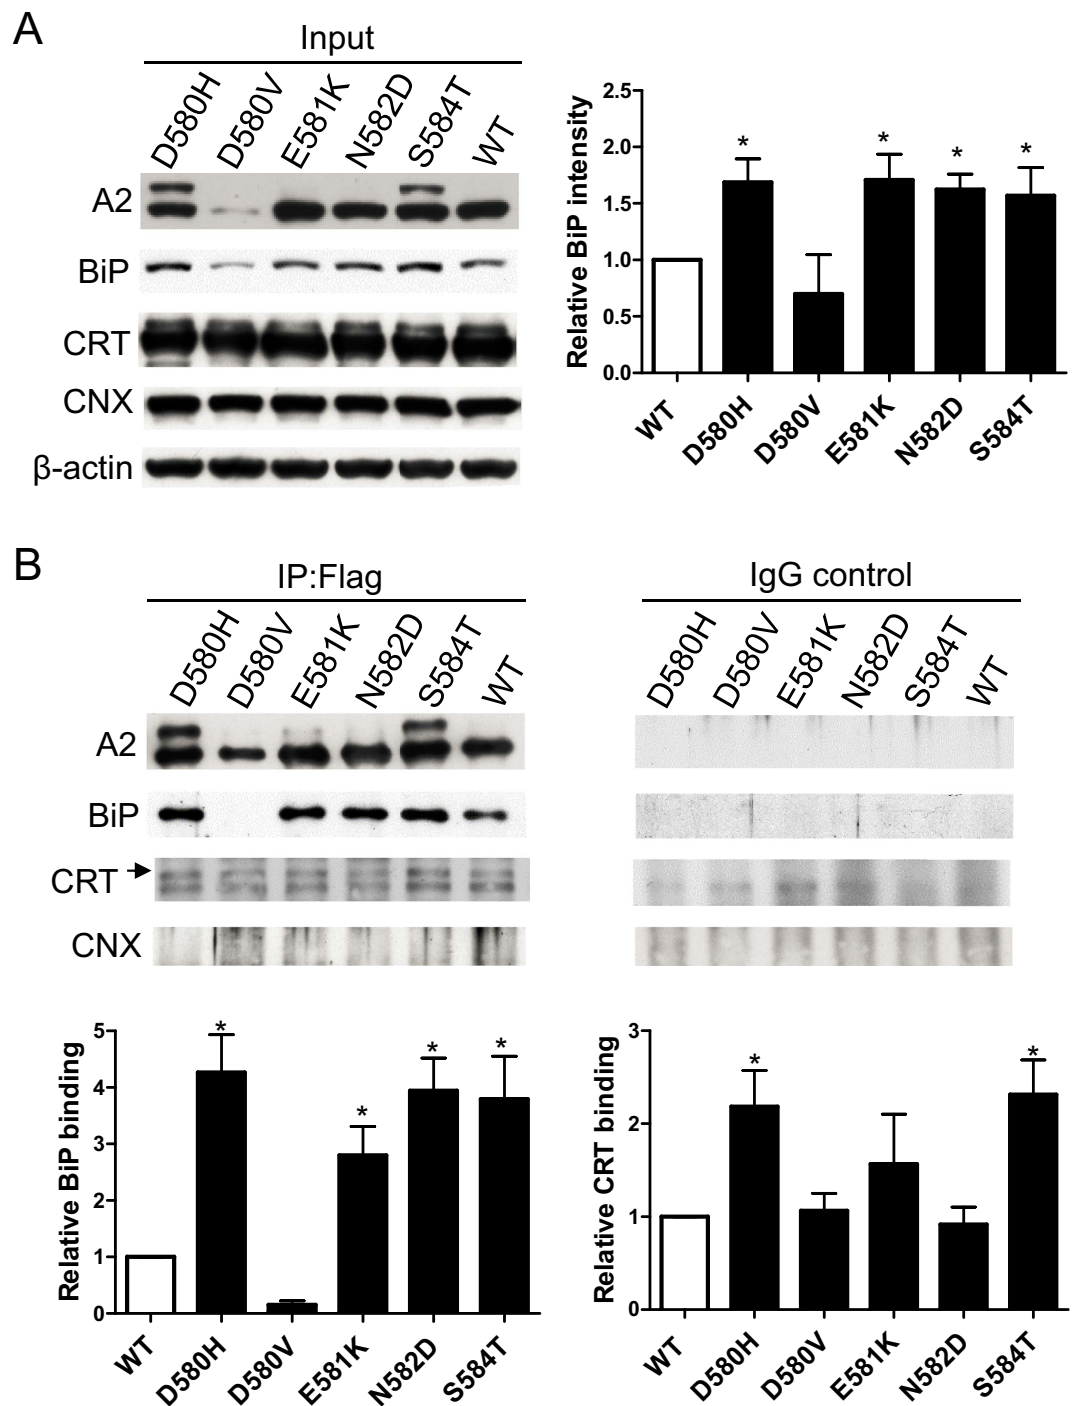 A
Input
D580H D580V E581K N582D S584T WT
A2
BiP
CRT
CNX
β-actin
Relative BiP intensity
2.5
2.0
1.5
1.0
0.5
0.0
* * * *
WT D580H D580V E581K N582D S584T
B
IP:Flag
D580H D580V E581K N582D S584T WT
A2
BiP
CRT
CNX
IgG control
D580H D580V E581K N582D S584T WT
Relative BiP binding
5
4
3
2
1
0
* * * *
WT D580H D580V E581K N582D S584T
Relative CRT binding
3
2
1
0
* *
WT D580H D580V E581K N582D S584T